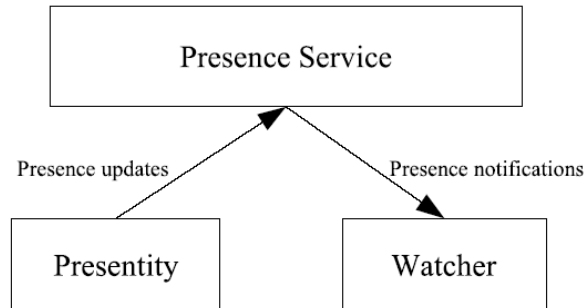 Presence Service
Presence updates
Presence notifications
Presentity
Watcher